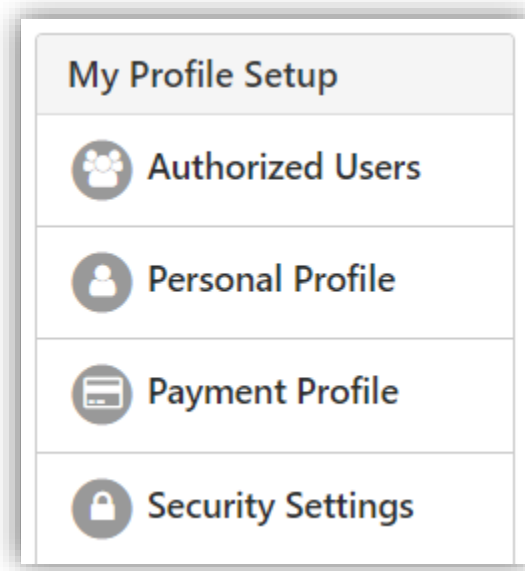 My Profile Setup
Authorized Users
Personal Profile
Payment Profile
Security Settings